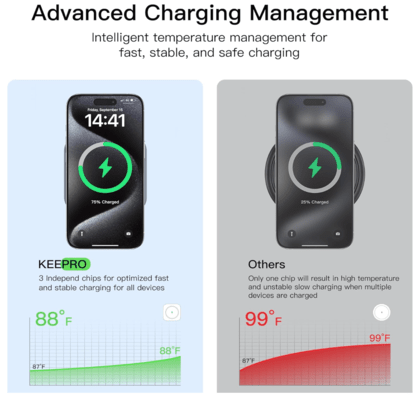 Advanced Charging Management
Intelligent temperature management for
fast, stable, and safe charging
Friday, September 15
14:41
70% Charged
25% Charged
KEEPRO
3 Independ chips for optimized fast
and stable charging for all devices
Others
Only one chip will result in high temperature
and unstable slow charging when multiple
devices are charged
88°F
88°F
87°F
99°F
99°F
87°F